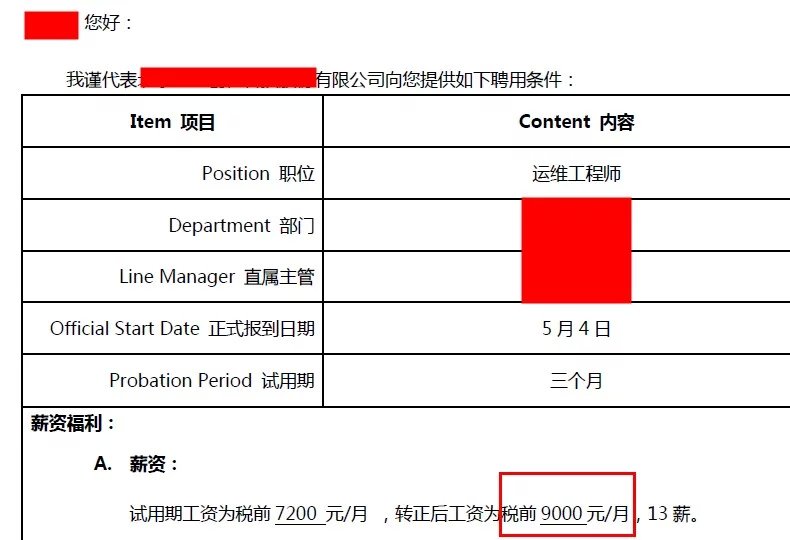 您好：
我谨代表 有限公司向您提供如下聘用条件：
Item 项目 Content 内容
Position 职位 运维工程师
Department 部门
Line Manager 直属主管
Official Start Date 正式报到日期 5 月 4 日
Probation Period 试用期 三个月
薪资福利：
A. 薪资：
试用期工资为税前 7200 元/月 ，转正后工资为税前 9000 元/月，13 薪。